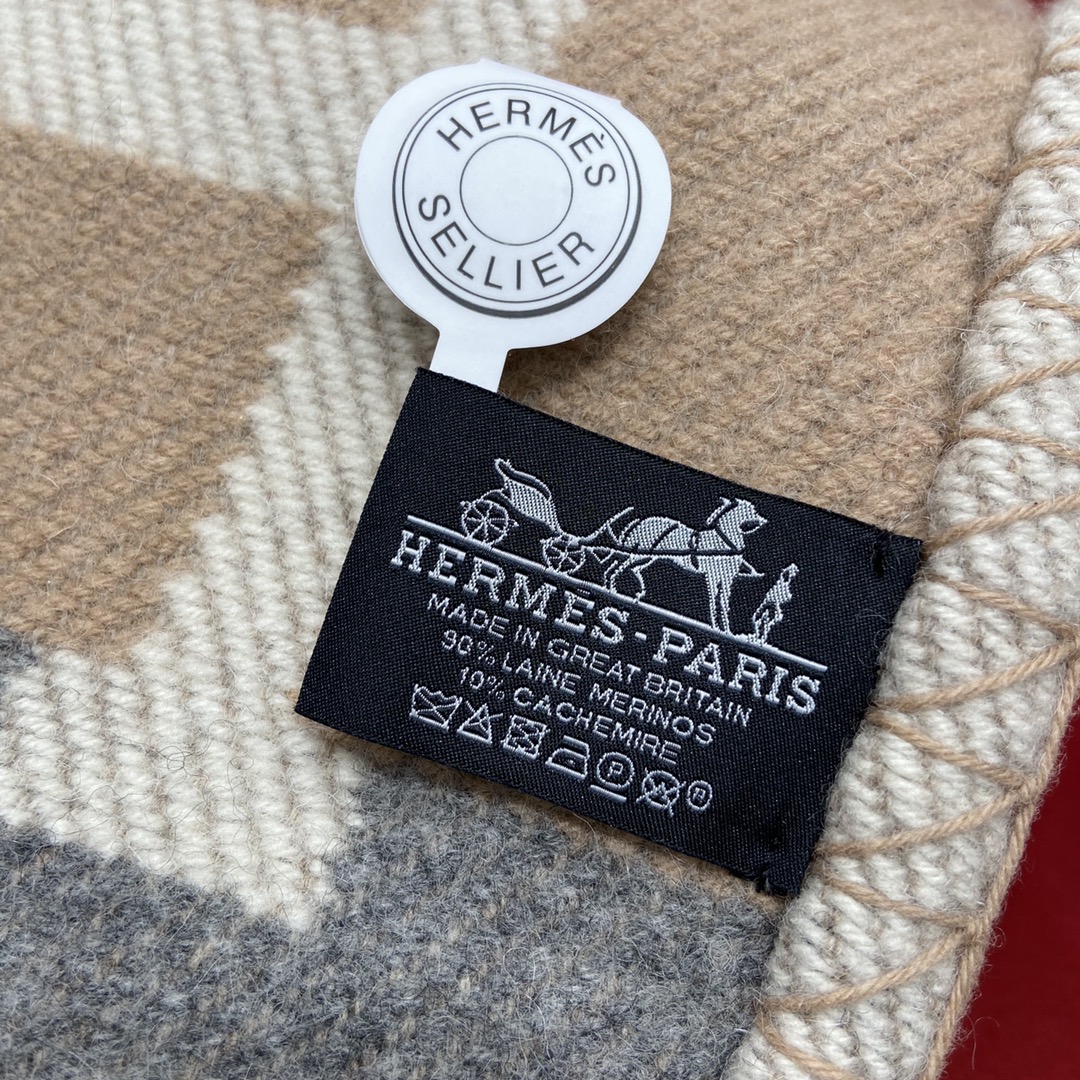 HERMÈS
SELLIER
HERMES-PARIS
MADE IN GREAT BRITAIN
90% LAINE MERINOS
10% CACHEMIRE
P ®